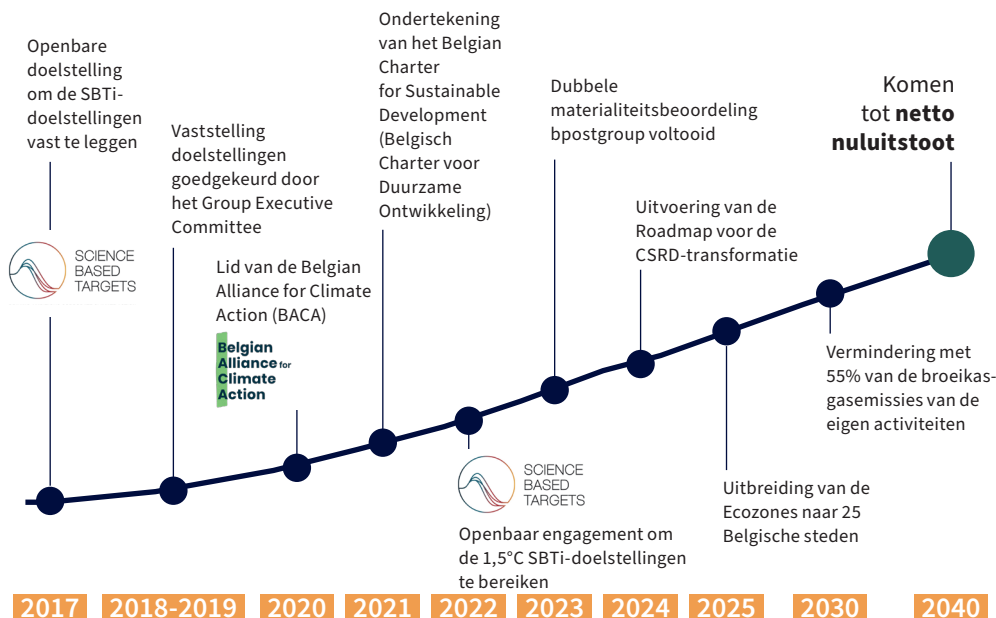 Openbare
doelstelling
om de SBTi-
doelstellingen
vast te leggen
SCIENCE
BASED
TARGETS
Vaststelling
doelstellingen
goedgekeurd door
het Group Executive
Committee
Lid van de Belgian
Alliance for Climate
Action (BACA)
Belgian
Alliance for
Climate
Action
Ondertekening
van het Belgian
Charter
for Sustainable
Development
(Belgisch
Charter voor
Duurzame
Ontwikkeling)
SCIENCE
BASED
TARGETS
Openbaar engagement om
de 1,5°C SBTi-doelstellingen
te bereiken
Dubbele
materialiteitsbeoordeling
bpostgroup voltooid
Uitvoering van de
Roadmap voor de
CSRD-transformatie
Uitbreiding van de
Ecozones naar 25
Belgische steden
Vermindering met
55% van de broeikas-
gasemissies van de
eigen activiteiten
Komen
tot netto
nuluitstoot
2017 2018-2019 2020 2021 2022 2023 2024 2025 2030 2040